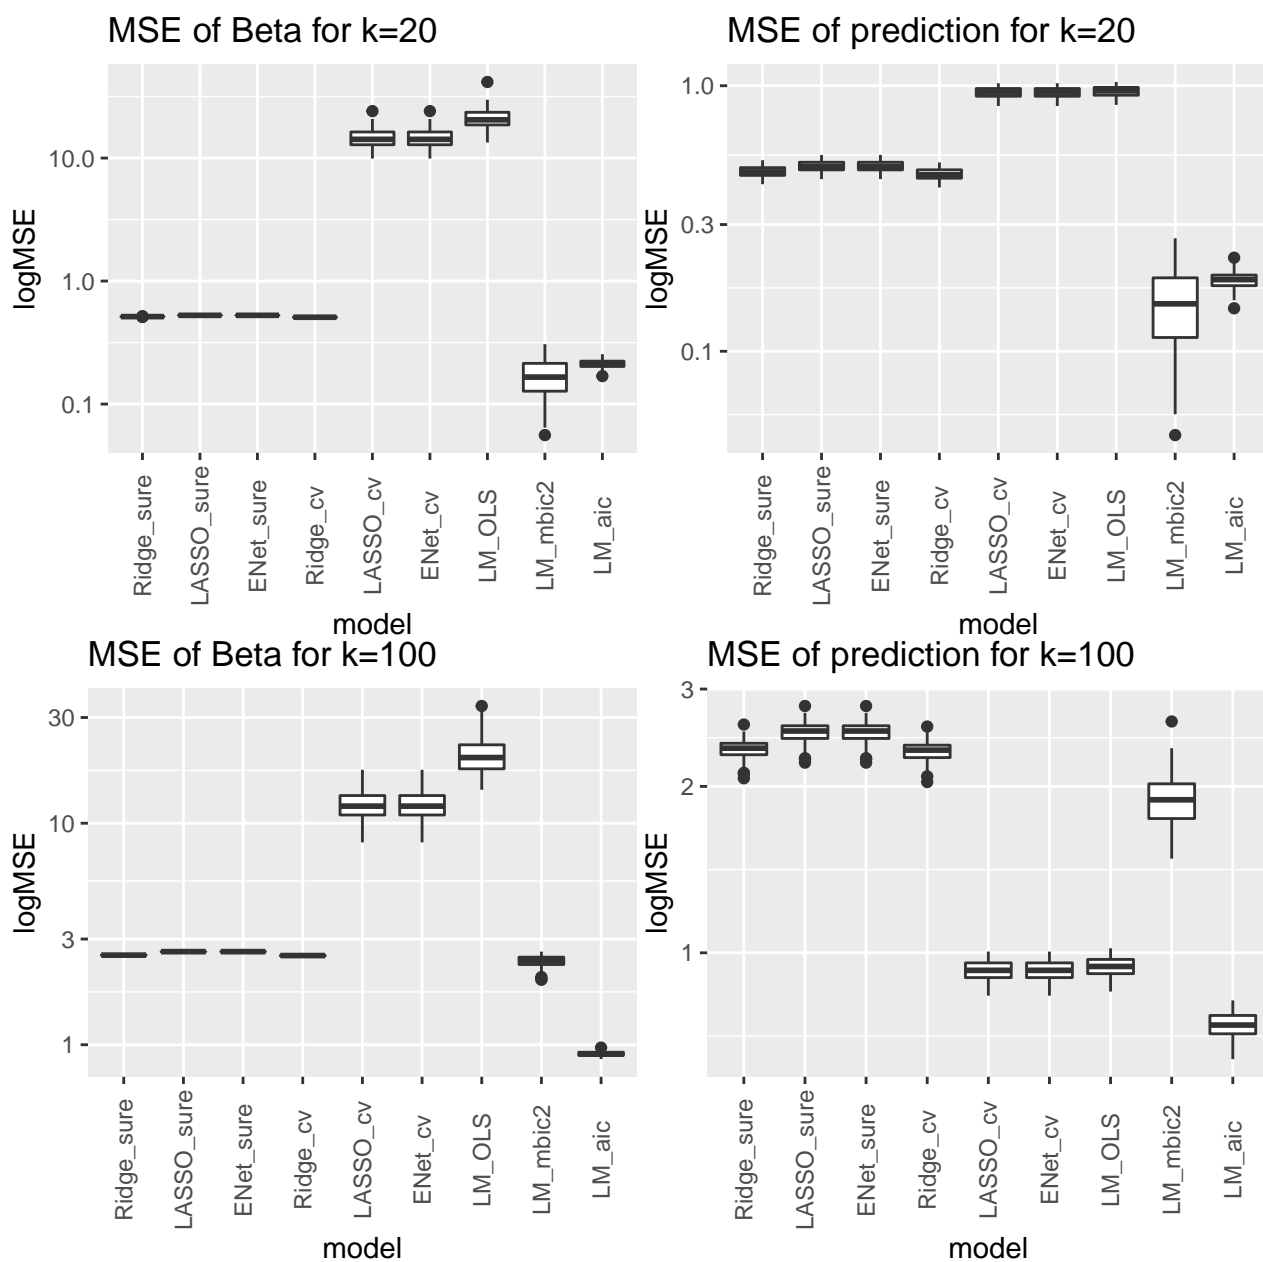 MSE of Beta for k=20
logMSE
10.0
1.0
0.1
Ridge_sure
LASSO_sure
ENet_sure
Ridge_cv
LASSO_cv
ENet_cv
LM_OLS
LM_mbic2
LM_aic
model
MSE of prediction for k=20
logMSE
1.0
0.3
0.1
Ridge_sure
LASSO_sure
ENet_sure
Ridge_cv
LASSO_cv
ENet_cv
LM_OLS
LM_mbic2
LM_aic
model
MSE of Beta for k=100
logMSE
30
10
3
1
Ridge_sure
LASSO_sure
ENet_sure
Ridge_cv
LASSO_cv
ENet_cv
LM_OLS
LM_mbic2
LM_aic
model
MSE of prediction for k=100
logMSE
3
2
1
Ridge_sure
LASSO_sure
ENet_sure
Ridge_cv
LASSO_cv
ENet_cv
LM_OLS
LM_mbic2
LM_aic
model